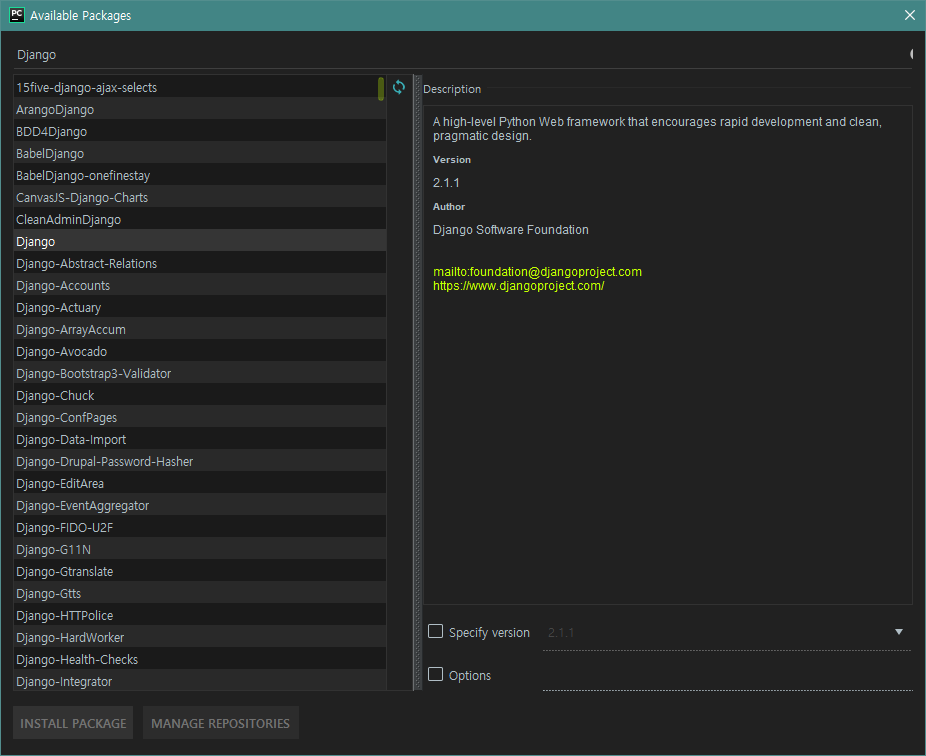 PC
Available Packages
Django
15five-django-ajax-selects
ArangoDjango
BDD4Django
BabelDjango
BabelDjango-onefinestay
CanvasJS-Django-Charts
CleanAdminDjango
Django
Django-Abstract-Relations
Django-Accounts
Django-Actuary
Django-ArrayAccum
Django-Avocado
Django-Bootstrap3-Validator
Django-Chuck
Django-ConfPages
Django-Data-Import
Django-Drupal-Password-Hasher
Django-EditArea
Django-EventAggregator
Django-FIDO-U2F
Django-G11N
Django-Gtranslate
Django-Gtts
Django-HTTPolice
Django-HardWorker
Django-Health-Checks
Django-Integrator
Description
A high-level Python Web framework that encourages rapid development and clean,
pragmatic design.
Version
2.1.1
Author
Django Software Foundation
mailto:foundation@djangoproject.com
https://www.djangoproject.com/
Specify version 2.1.1
Options
INSTALL PACKAGE MANAGE REPOSITORIES